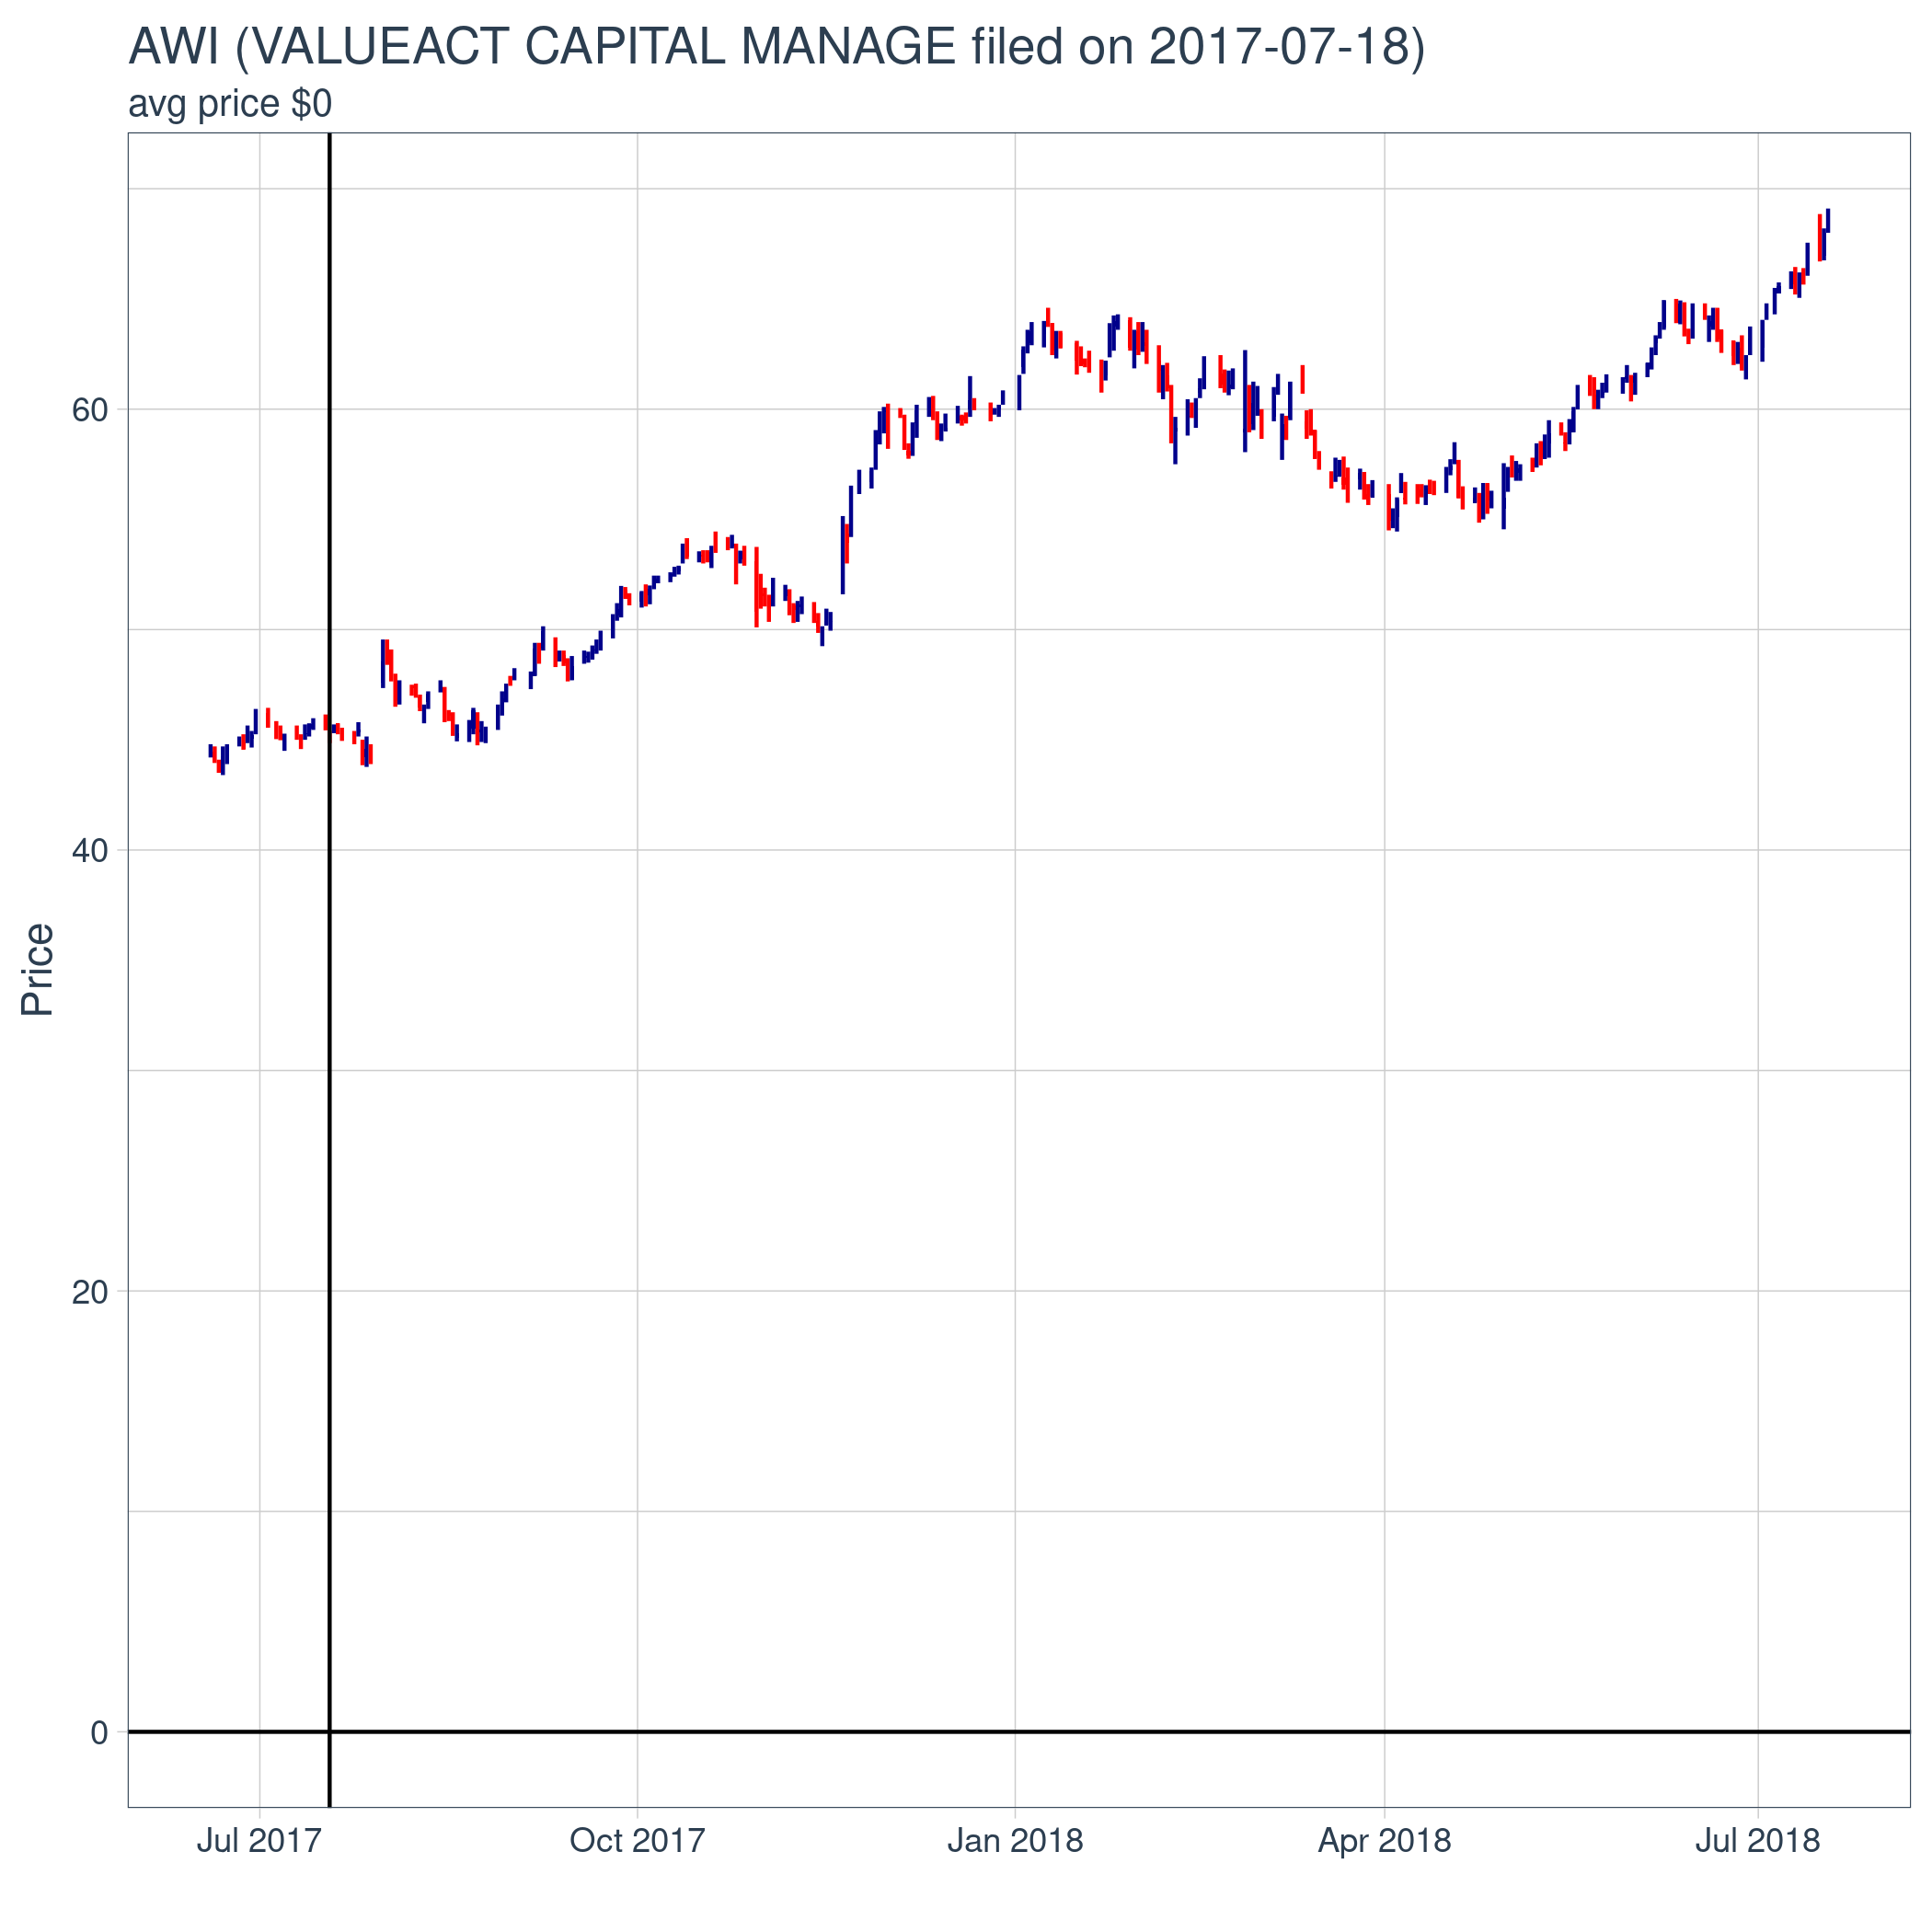 AWI (VALUEACT CAPITAL MANAGE filed on 2017-07-18)
avg price $0
60
40
20
0
Price
Jul 2017 Oct 2017 Jan 2018 Apr 2018 Jul 2018